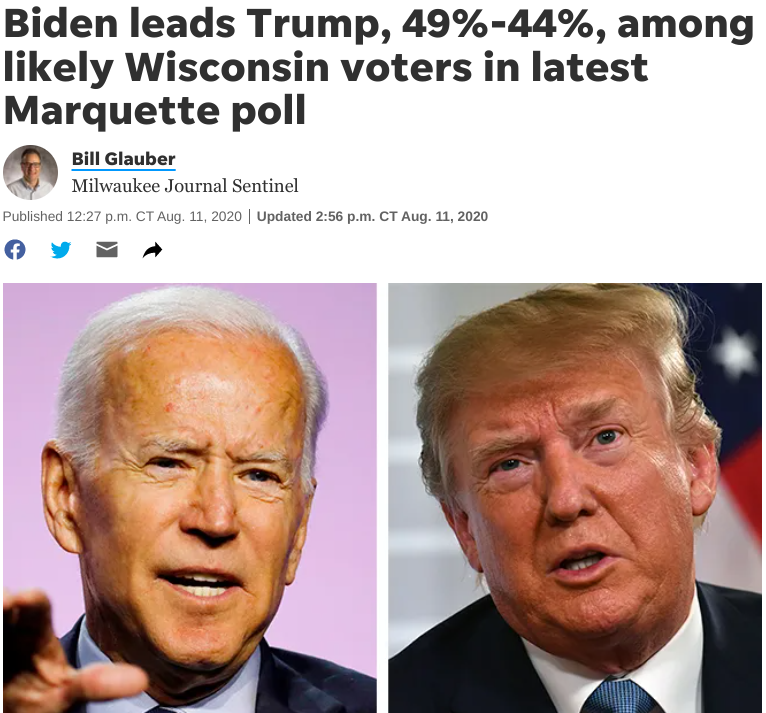 Biden leads Trump, 49%-44%, among
likely Wisconsin voters in latest
Marquette poll
Bill Glauber
Milwaukee Journal Sentinel
Published 12:27 p.m. CT Aug. 11, 2020 | Updated 2:56 p.m. CT Aug. 11, 2020